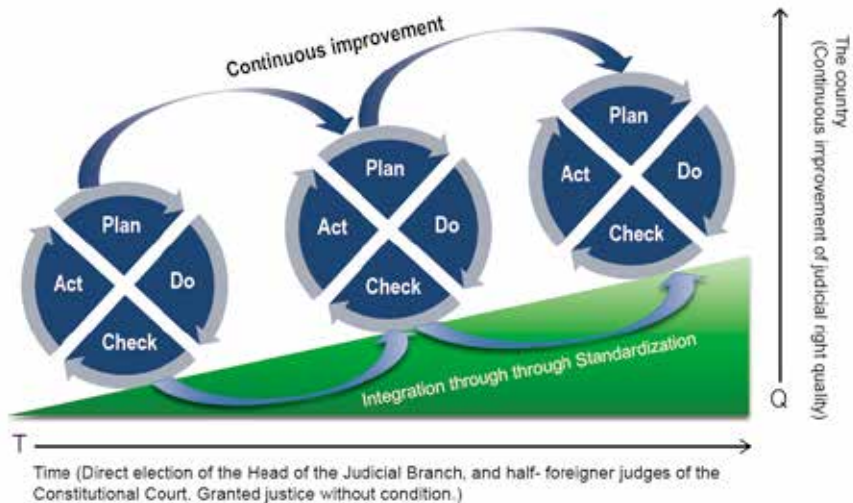 Continuous improvement
Plan
Act
Do
Check
Plan
Act
Do
Check
Plan
Act
Do
Check
Integration through through Standardization
The country
(Continuous improvement of judicial right quality)
Q
T
Time (Direct election of the Head of the Judicial Branch, and half- foreigner judges of the
Constitutional Court. Granted justice without condition.)